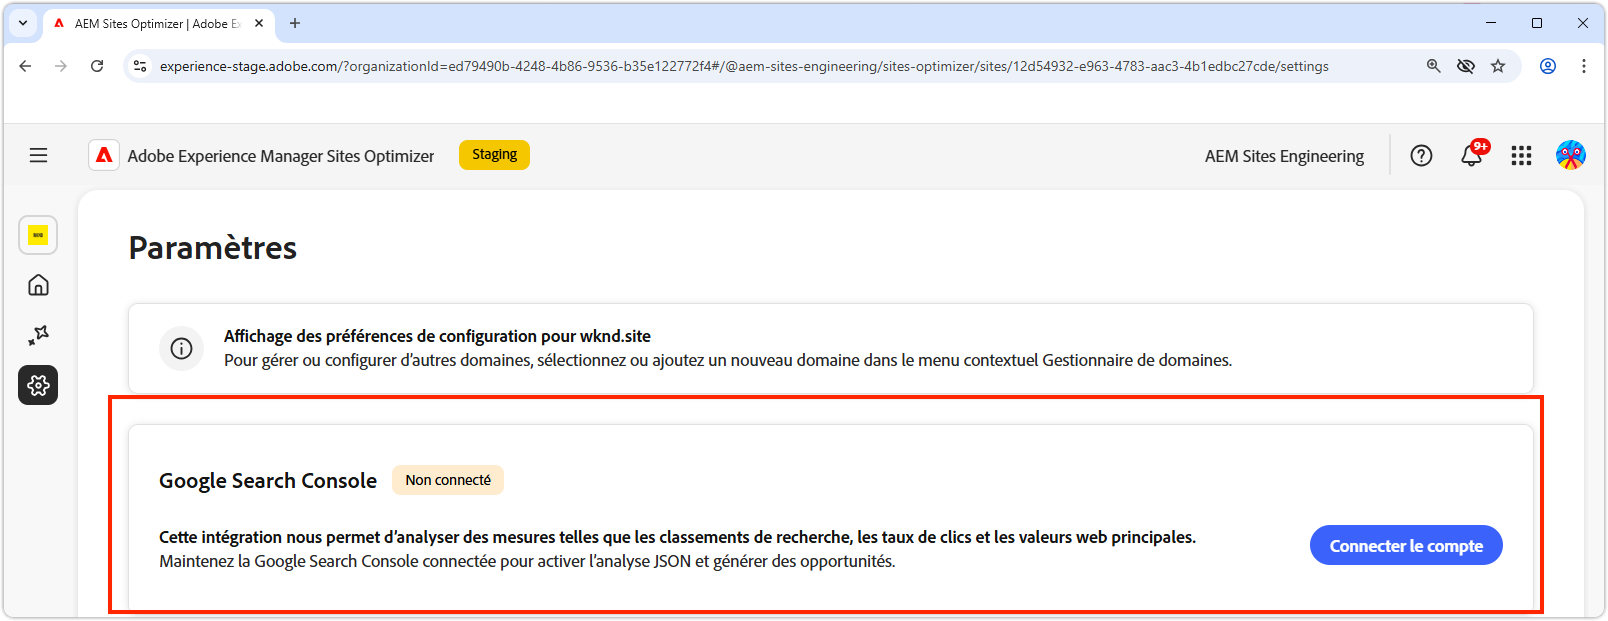 AEM Sites Optimizer | Adobe Ex
experience-stage.adobe.com/?organizationId=ed79490b-4248-4b86-9536-b35e122772f4#/@aem-sites-engineering/sites-optimizer/sites/12d54932-e963-4783-aac3-4b1edbc27cde/settings
Adobe Experience Manager Sites Optimizer
Staging
AEM Sites Engineering
9+
WKND
Paramètres
Affichage des préférences de configuration pour wknd.site
Pour gérer ou configurer d’autres domaines, sélectionnez ou ajoutez un nouveau domaine dans le menu contextuel Gestionnaire de domaines.
Google Search Console
Non connecté
Cette intégration nous permet d’analyser des mesures telles que les classements de recherche, les taux de clics et les valeurs web principales.
Maintenez la Google Search Console connectée pour activer l’analyse JSON et générer des opportunités.
Connecter le compte